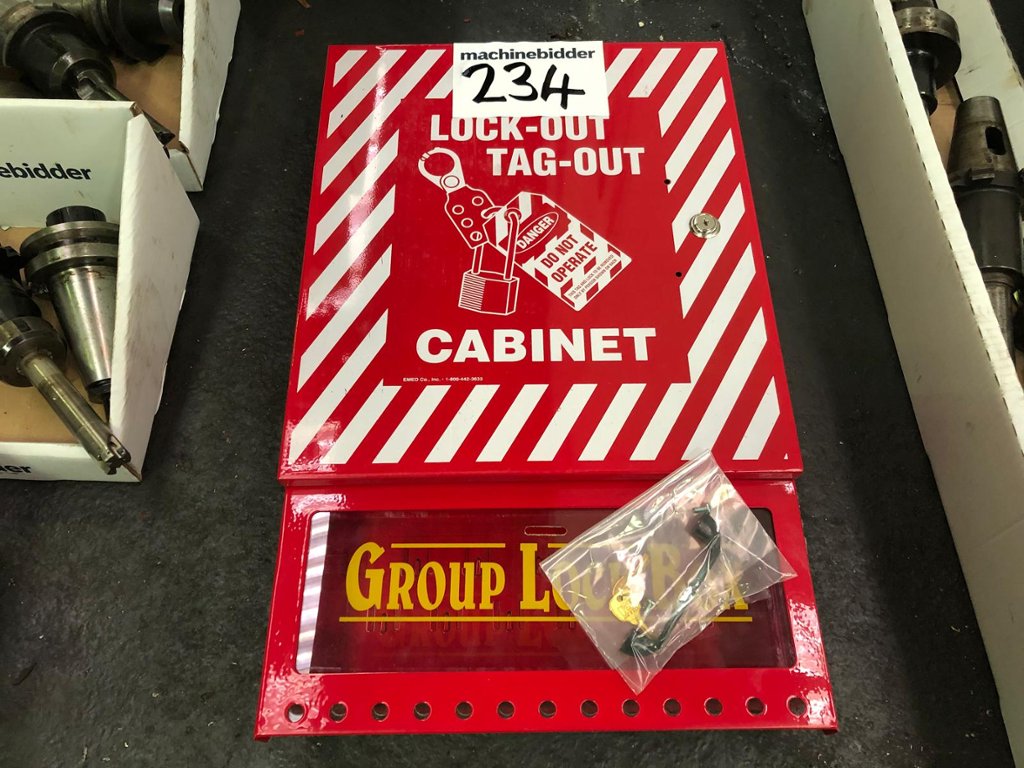 machinebidder
234
LOCK-OUT
TAG-OUT
DANGER
DO NOT
OPERATE
CABINET
EMED Co., Inc. · 1-800-442-3633
GROUP LOCK BOX
ebidder